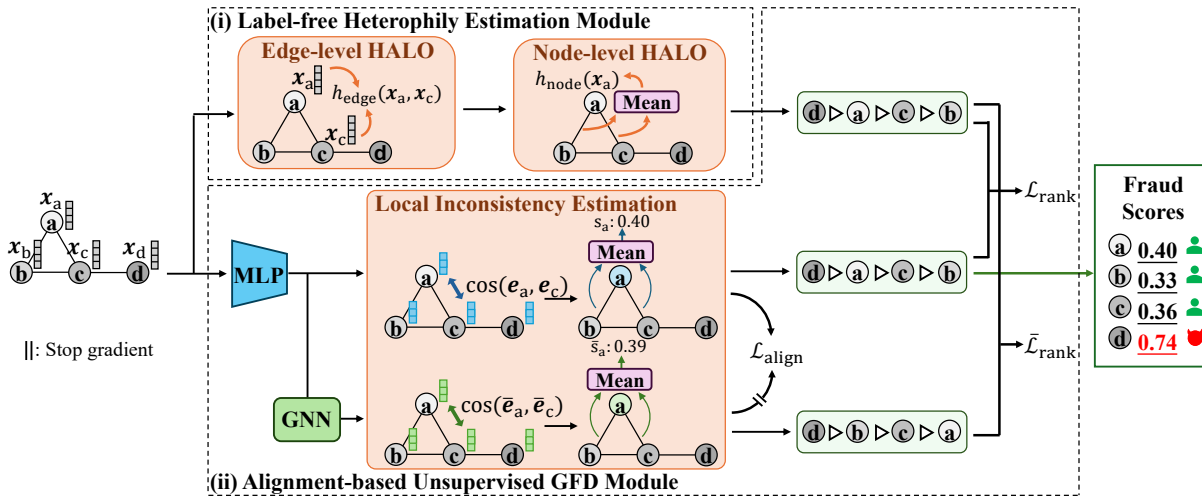 (i) Label-free Heterophily Estimation Module
Edge-level HALO
x_a
a
h_edge(x_a, x_c)
x_c
b c d
Node-level HALO
h_node(x_a)
a
Mean
b c d
d ▷ a ▷ c ▷ b
x_a
a
x_b x_c x_d
b c d
||: Stop gradient
MLP
GNN
Local Inconsistency Estimation
s_a: 0.40
Mean
a
cos(e_a, e_c)
a
b c d
b c d
s̄_a: 0.39
Mean
a
cos(ē_a, ē_c)
a
b c d
b c d
d ▷ a ▷ c ▷ b
ℒ_align
d ▷ b ▷ c ▷ a
ℒ_rank
ℒ̄_rank
Fraud
Scores
a 0.40
b 0.33
c 0.36
d 0.74
(ii) Alignment-based Unsupervised GFD Module